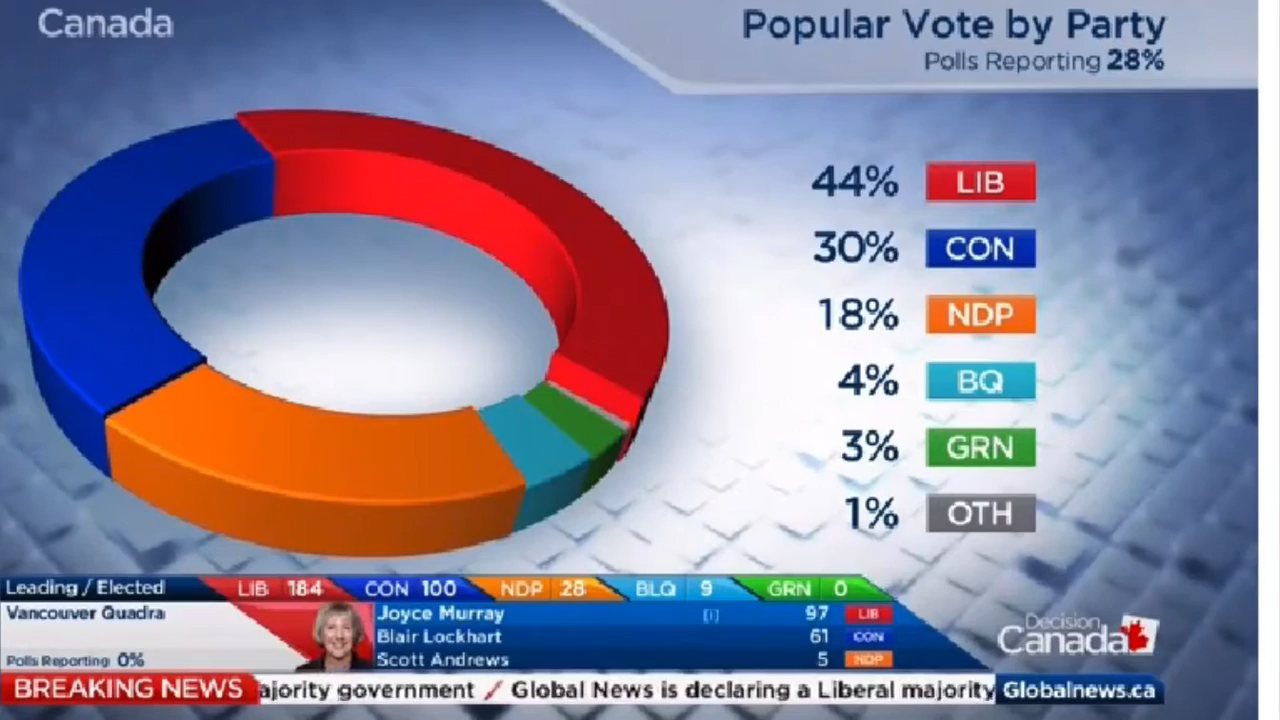 Canada
Popular Vote by Party
Polls Reporting 28%
44% LIB
30% CON
18% NDP
4% BQ
3% GRN
1% OTH
Leading / Elected LIB 184 CON 100 NDP 28 BLQ 9 GRN 0
Vancouver Quadra
Polls Reporting 0%
Joyce Murray [i] 97 LIB
Blair Lockhart 61 CON
Scott Andrews 5 NDP
Decision
Canada
BREAKING NEWS ajority government / Global News is declaring a Liberal majority Globalnews.ca